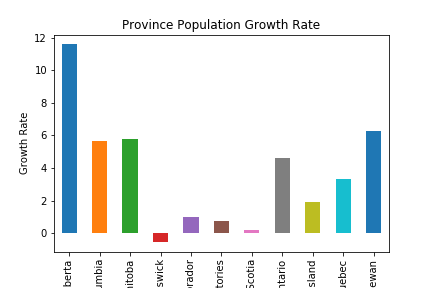 Province Population Growth Rate
12
10
8
6
4
2
0
Growth Rate
berta
umbia
nitoba
swick
rador
tories
Scotia
ntario
sland
uebec
ewan